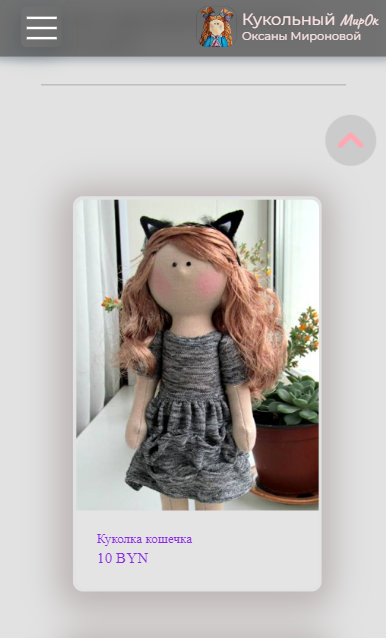 Кукольный МирОк
Оксаны Мироновой
Куколка кошечка
10 BYN